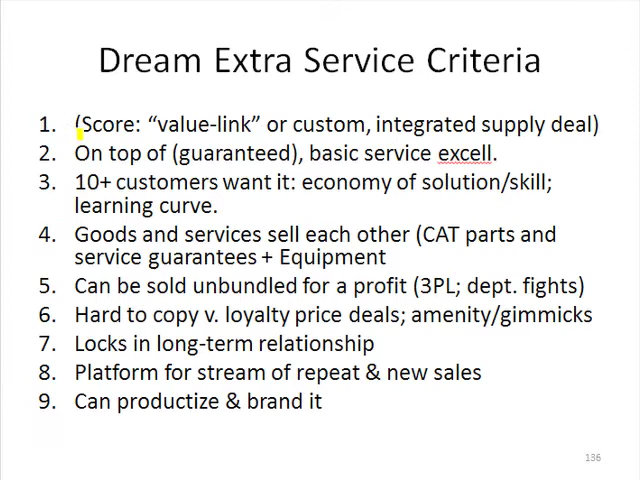 Dream Extra Service Criteria
1. (Score: “value-link” or custom, integrated supply deal)
2. On top of (guaranteed), basic service excell.
3. 10+ customers want it: economy of solution/skill;
learning curve.
4. Goods and services sell each other (CAT parts and
service guarantees + Equipment
5. Can be sold unbundled for a profit (3PL; dept. fights)
6. Hard to copy v. loyalty price deals; amenity/gimmicks
7. Locks in long-term relationship
8. Platform for stream of repeat & new sales
9. Can productize & brand it
136